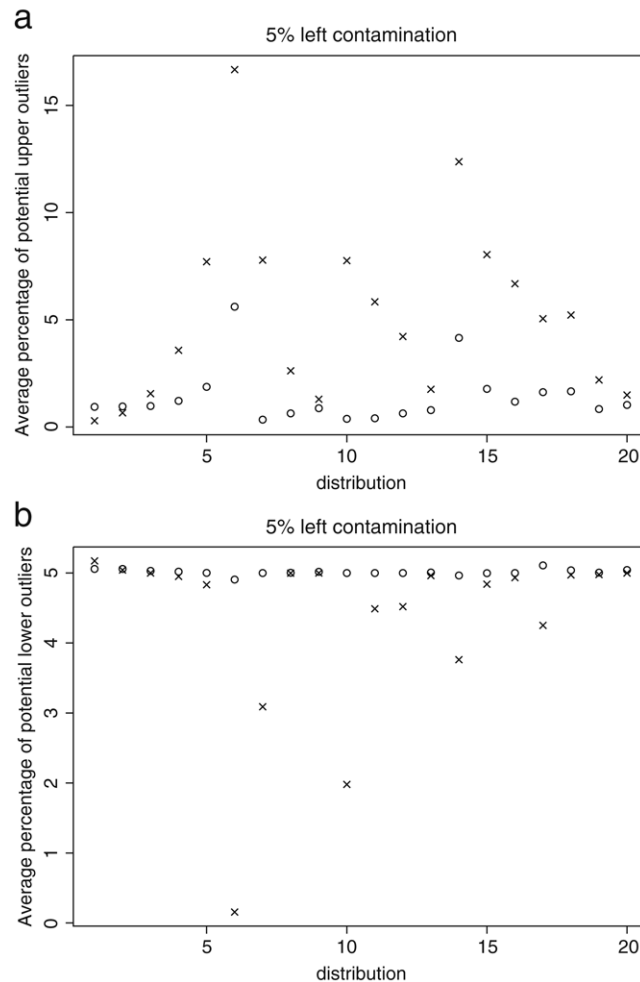 a
5% left contamination
Average percentage of potential upper outliers
15
10
5
0
5
10
15
20
distribution
b
5% left contamination
Average percentage of potential lower outliers
5
4
3
2
1
0
5
10
15
20
distribution